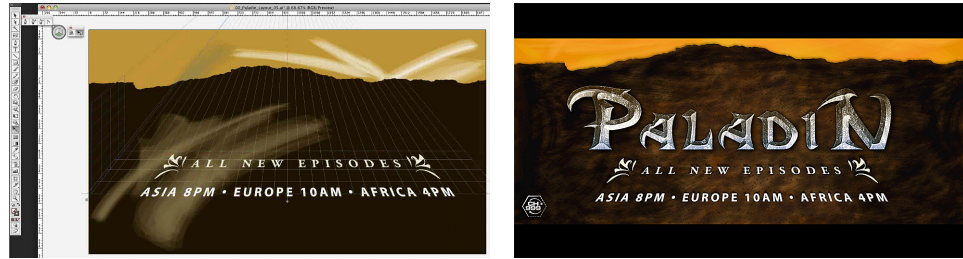 ALL NEW EPISODES
ASIA 8PM • EUROPE 10AM • AFRICA 4PM
PALADIN
ALL NEW EPISODES
ASIA 8PM • EUROPE 10AM • AFRICA 4PM